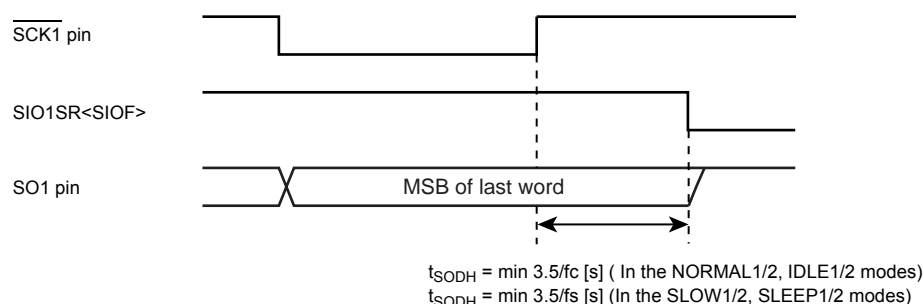 SCK1 pin
SIO1SR<SIOF>
SO1 pin
MSB of last word
tSODH = min 3.5/fc [s] ( In the NORMAL1/2, IDLE1/2 modes)
tSODH = min 3.5/fs [s] (In the SLOW1/2, SLEEP1/2 modes)